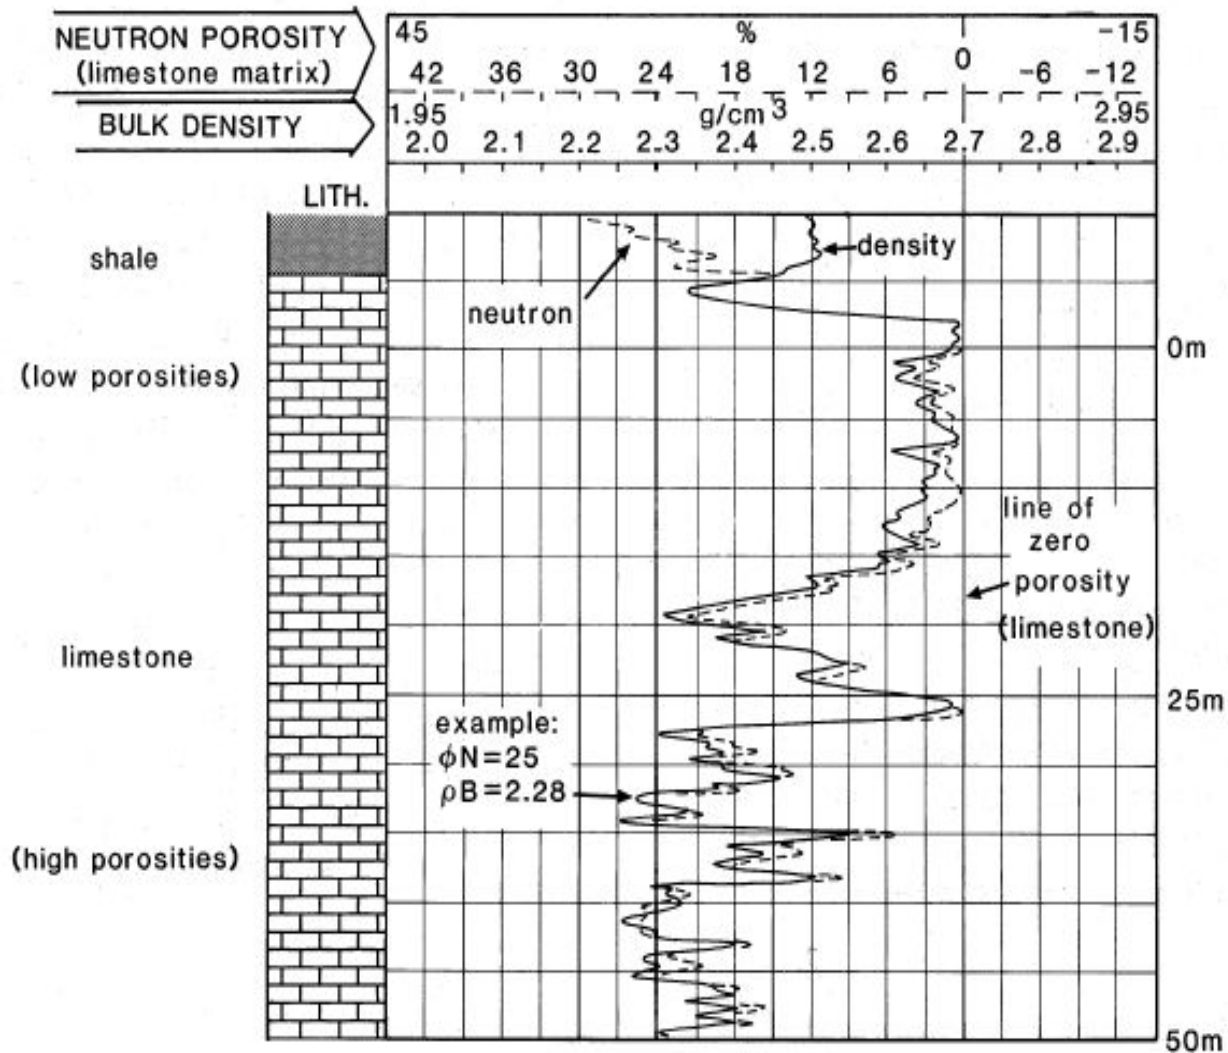 NEUTRON POROSITY
(limestone matrix)
45 % -15
42 36 30 24 18 12 6 0 -6 -12
BULK DENSITY
1.95 g/cm3 2.95
2.0 2.1 2.2 2.3 2.4 2.5 2.6 2.7 2.8 2.9
LITH.
shale
density
neutron
0m
(low porosities)
line of
zero
porosity
(limestone)
limestone
25m
example:
φN=25
ρB=2.28
(high porosities)
50m